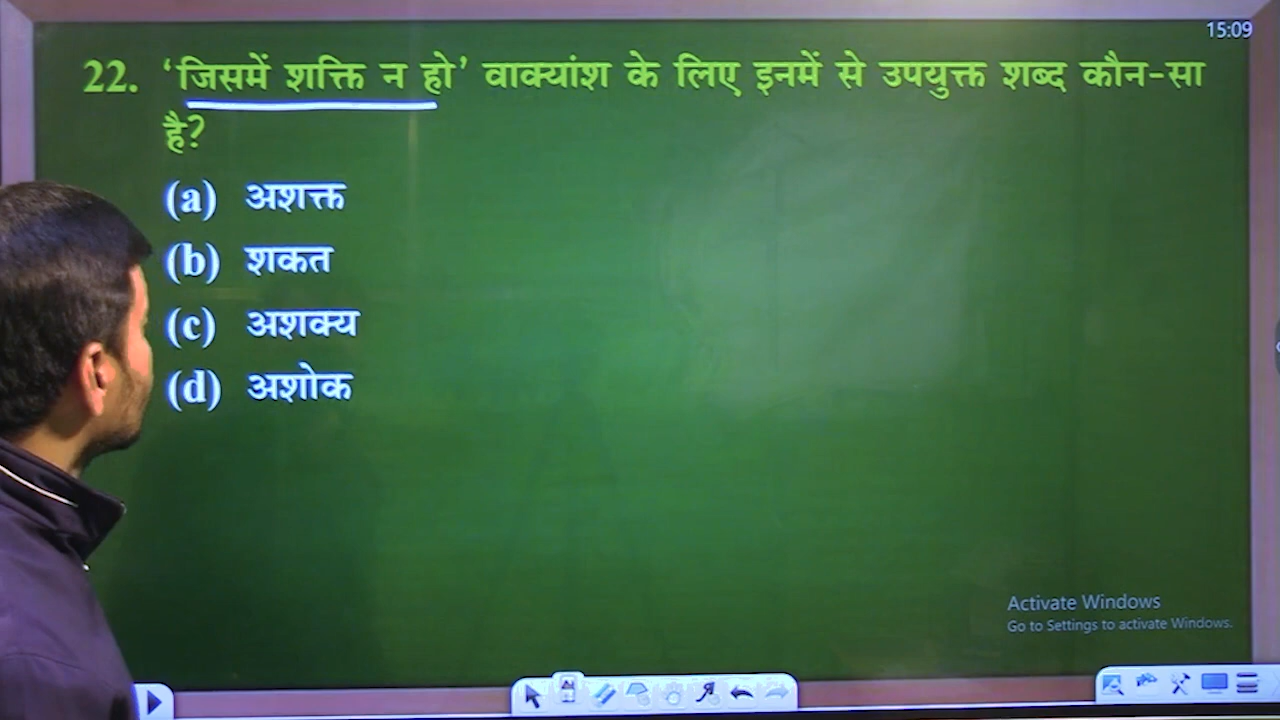 15:09
22. ‘जिसमें शक्ति न हो’ वाक्यांश के लिए इनमें से उपयुक्त शब्द कौन-सा
है?
(a) अशक्त
(b) शकत
(c) अशक्य
(d) अशोक
Activate Windows
Go to Settings to activate Windows.